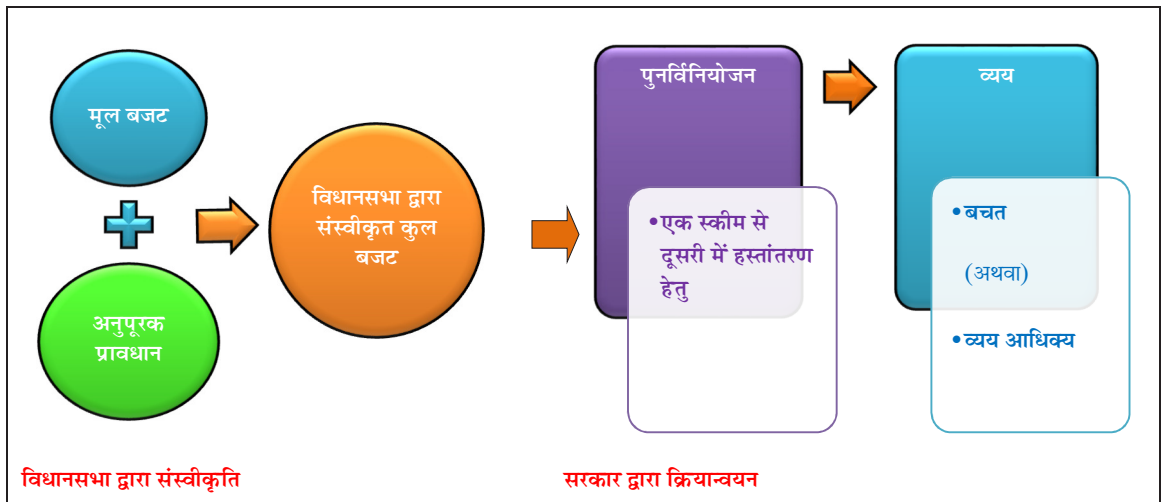 मूल बजट
अनुपूरक
प्रावधान
विधानसभा द्वारा
संस्वीकृत कुल
बजट
पुनर्विनियोजन
•एक स्कीम से
दूसरी में हस्तांतरण
हेतु
व्यय
•बचत
(अथवा)
•व्यय आधिक्य
विधानसभा द्वारा संस्वीकृति
सरकार द्वारा क्रियान्वयन